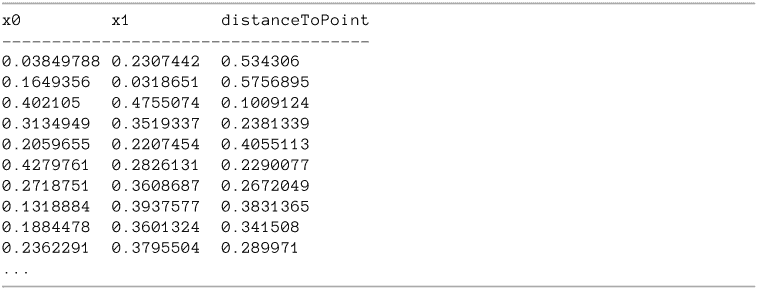 x0 x1 distanceToPoint
-------------------------------------
0.03849788 0.2307442 0.534306
0.1649356 0.0318651 0.5756895
0.402105 0.4755074 0.1009124
0.3134949 0.3519337 0.2381339
0.2059655 0.2207454 0.4055113
0.4279761 0.2826131 0.2290077
0.2718751 0.3608687 0.2672049
0.1318884 0.3937577 0.3831365
0.1884478 0.3601324 0.341508
0.2362291 0.3795504 0.289971
...